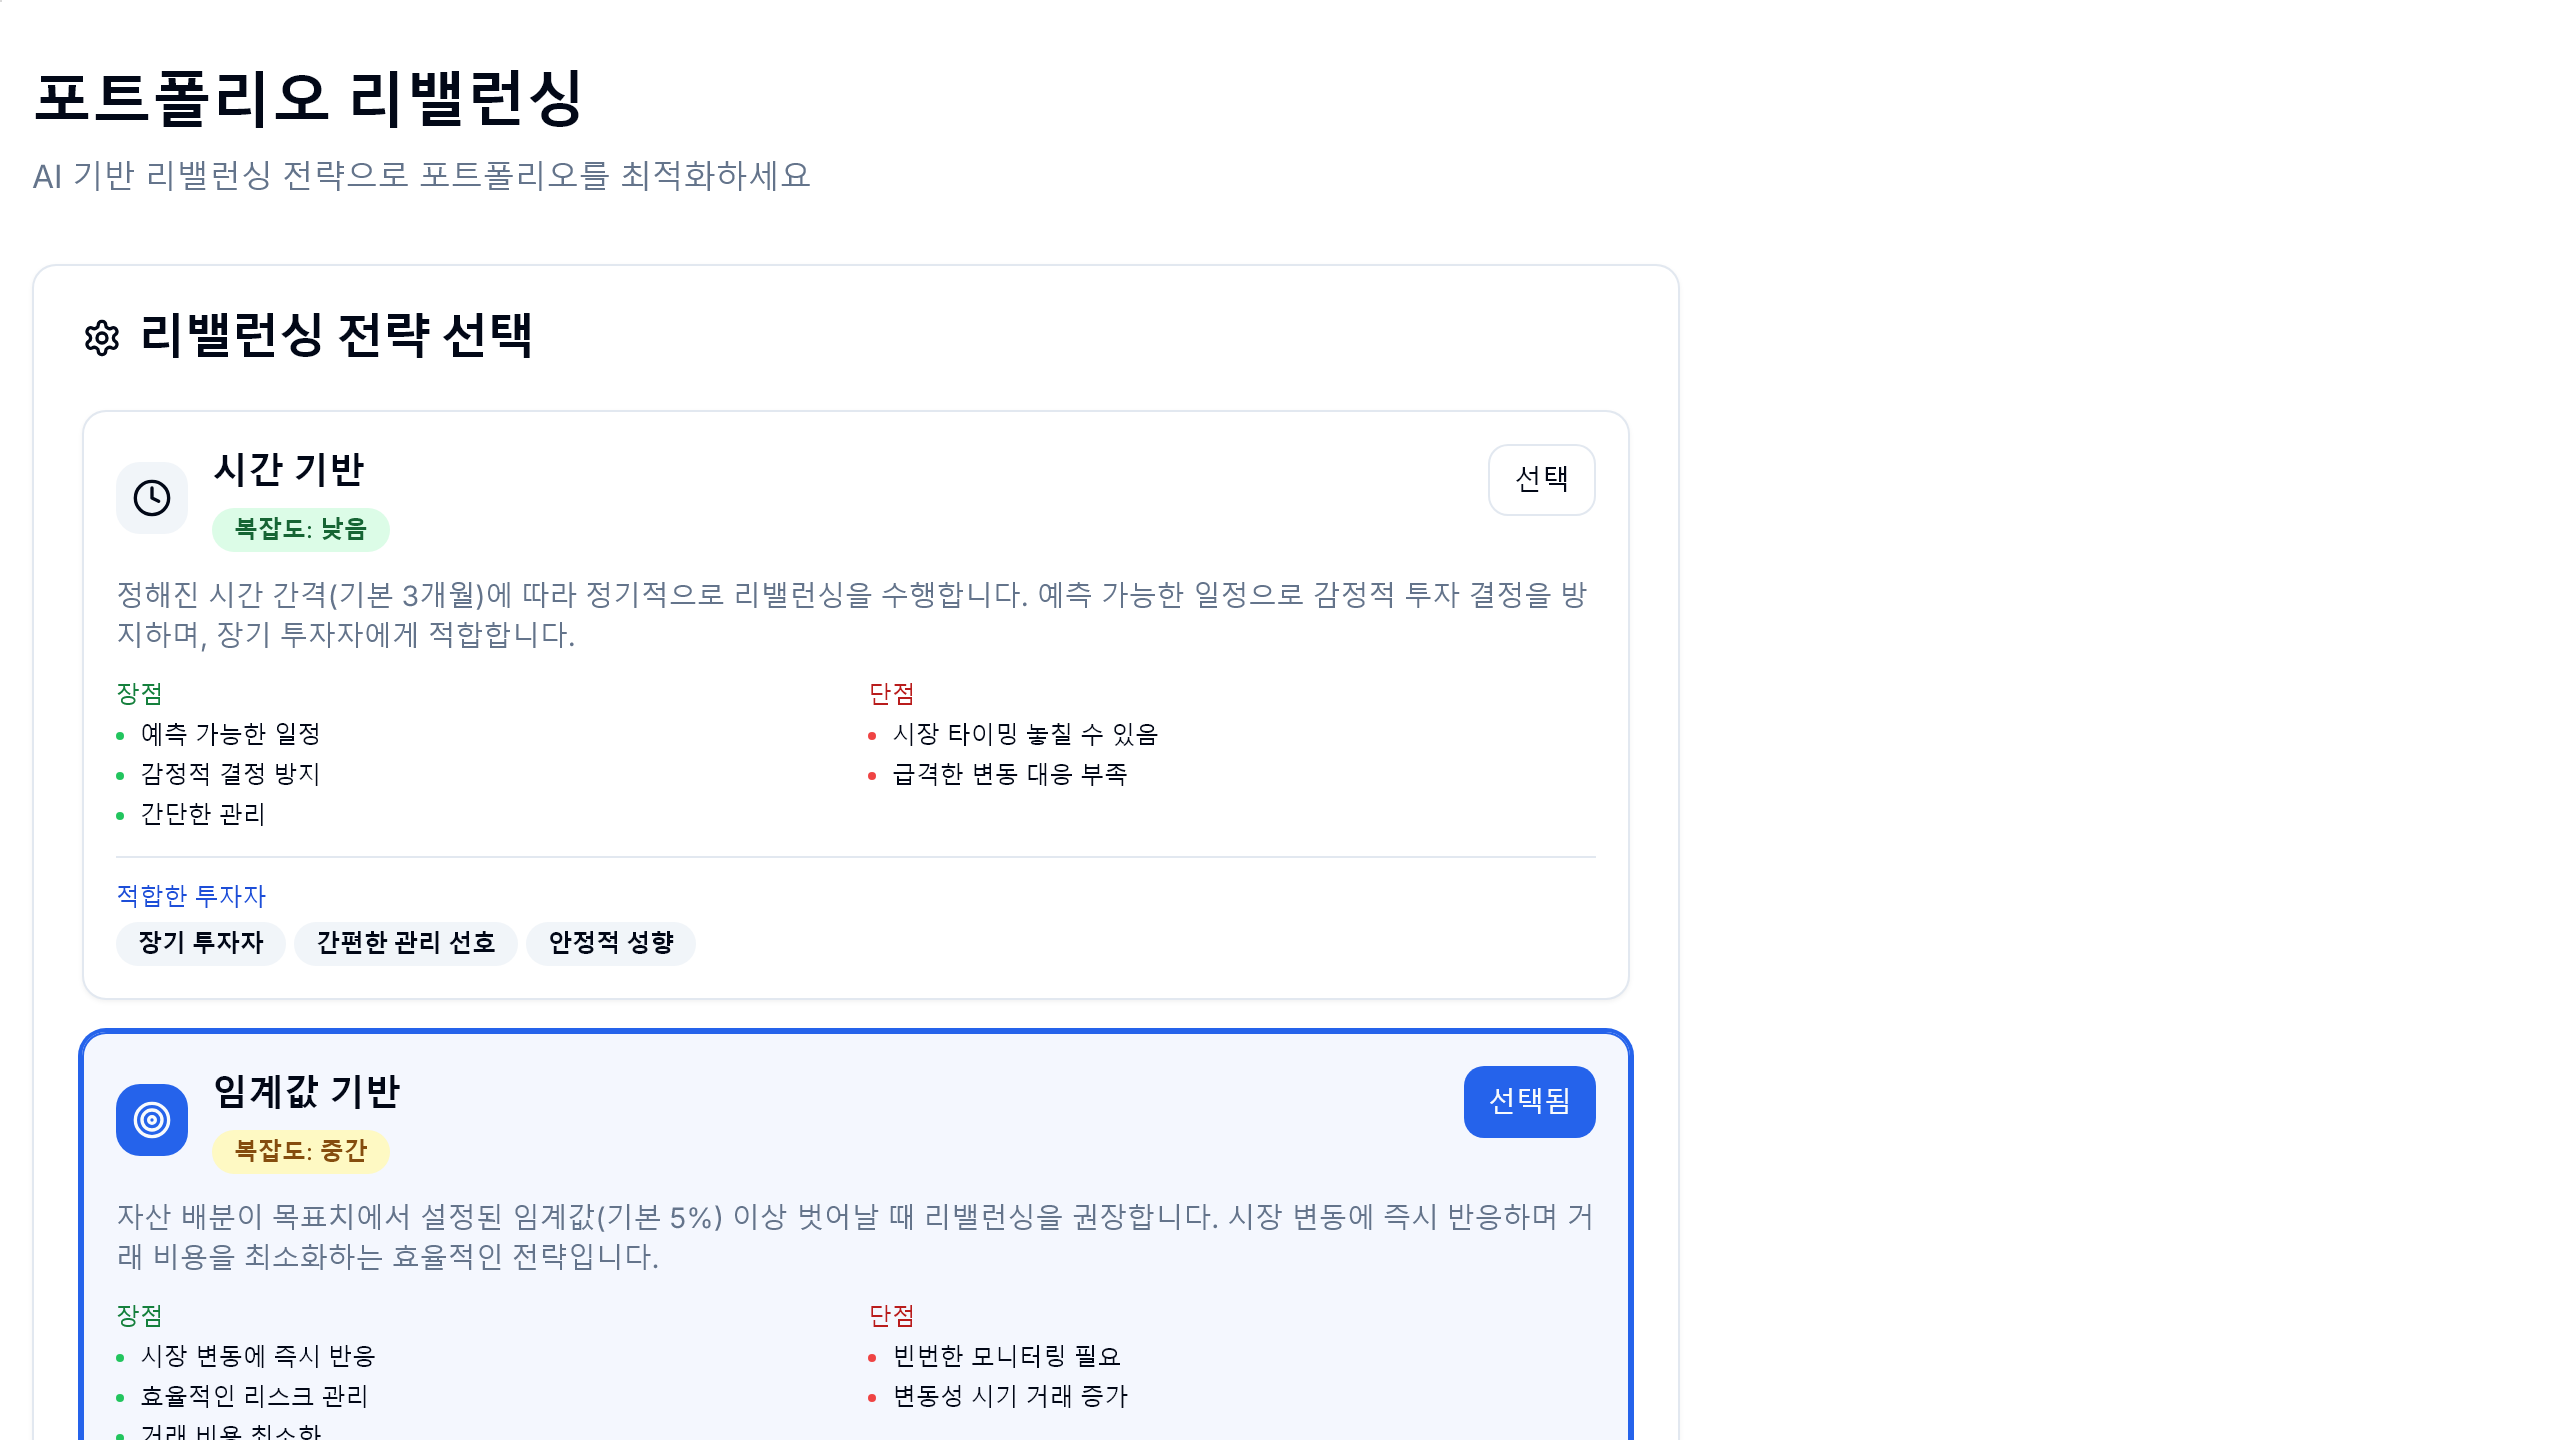 포트폴리오 리밸런싱
AI 기반 리밸런싱 전략으로 포트폴리오를 최적화하세요
리밸런싱 전략 선택
시간 기반
선택
복잡도: 낮음
정해진 시간 간격(기본 3개월)에 따라 정기적으로 리밸런싱을 수행합니다. 예측 가능한 일정으로 감정적 투자 결정을 방
지하며, 장기 투자자에게 적합합니다.
장점
예측 가능한 일정
감정적 결정 방지
간단한 관리
단점
시장 타이밍 놓칠 수 있음
급격한 변동 대응 부족
적합한 투자자
장기 투자자 간편한 관리 선호 안정적 성향
임계값 기반
선택됨
복잡도: 중간
자산 배분이 목표치에서 설정된 임계값(기본 5%) 이상 벗어날 때 리밸런싱을 권장합니다. 시장 변동에 즉시 반응하며 거
래 비용을 최소화하는 효율적인 전략입니다.
장점
시장 변동에 즉시 반응
효율적인 리스크 관리
거래 비용 최소화
단점
빈번한 모니터링 필요
변동성 시기 거래 증가